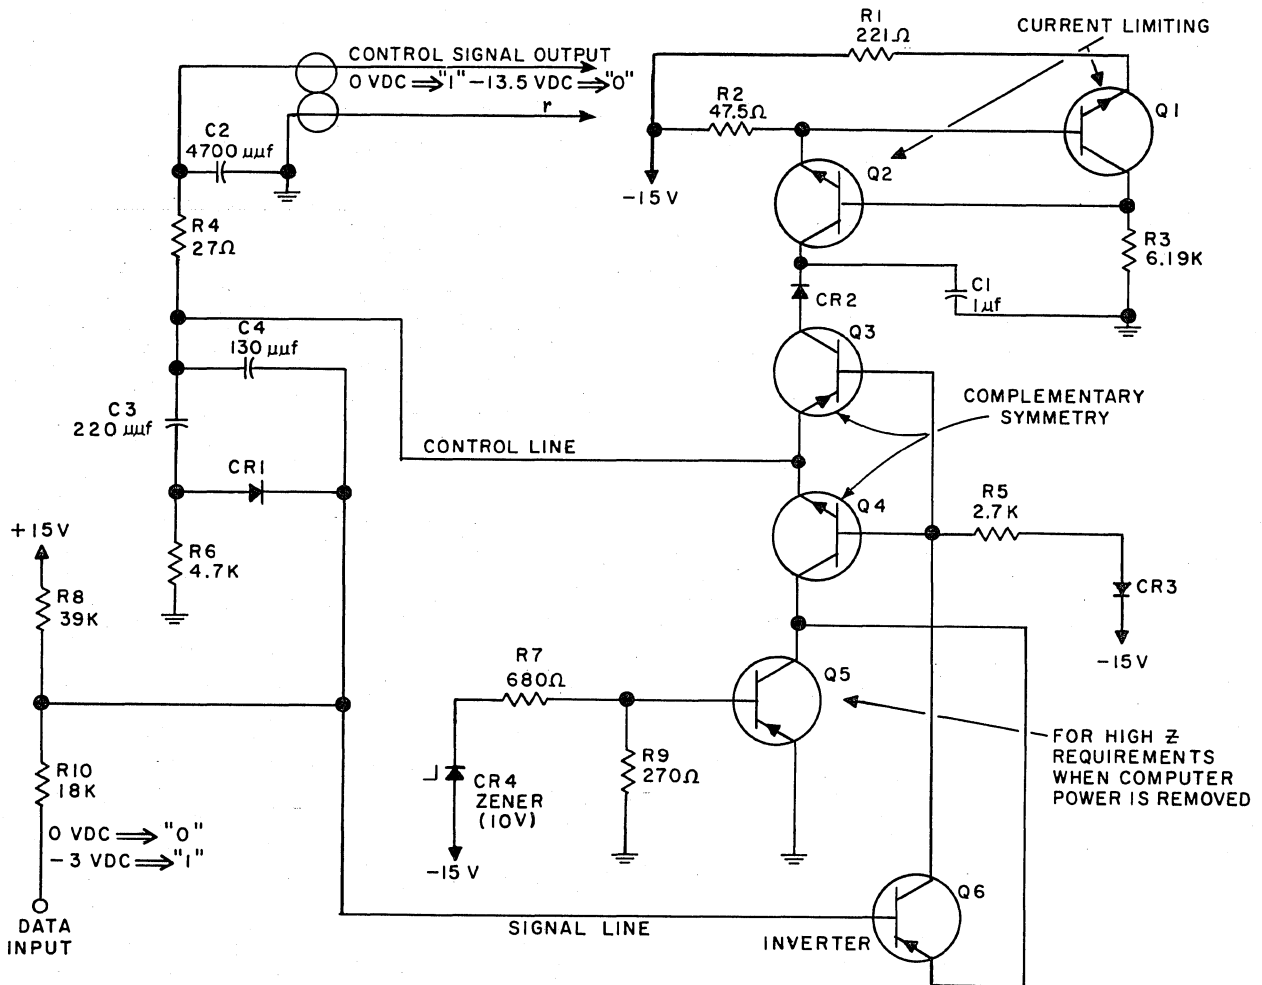 R1
221Ω
CURRENT LIMITING
CONTROL SIGNAL OUTPUT
0 VDC ⟹ "1" -13.5 VDC ⟹ "0"
r
R2
47.5Ω
Q1
C2
4700 μμf
Q2
-15 V
R4
27Ω
R3
6.19K
C1
1μf
CR2
Q3
C4
130 μμf
COMPLEMENTARY
SYMMETRY
C3
220 μμf
CONTROL LINE
CR1
Q4
R5
2.7 K
+15V
R6
4.7K
CR3
R8
39K
-15 V
R7
680Ω
Q5
FOR HIGH Z
REQUIREMENTS
WHEN COMPUTER
POWER IS REMOVED
R9
270Ω
CR4
ZENER
(10V)
R10
18K
0 VDC ⟹ "0"
-3 VDC ⟹ "1"
-15 V
Q6
DATA
INPUT
SIGNAL LINE
INVERTER